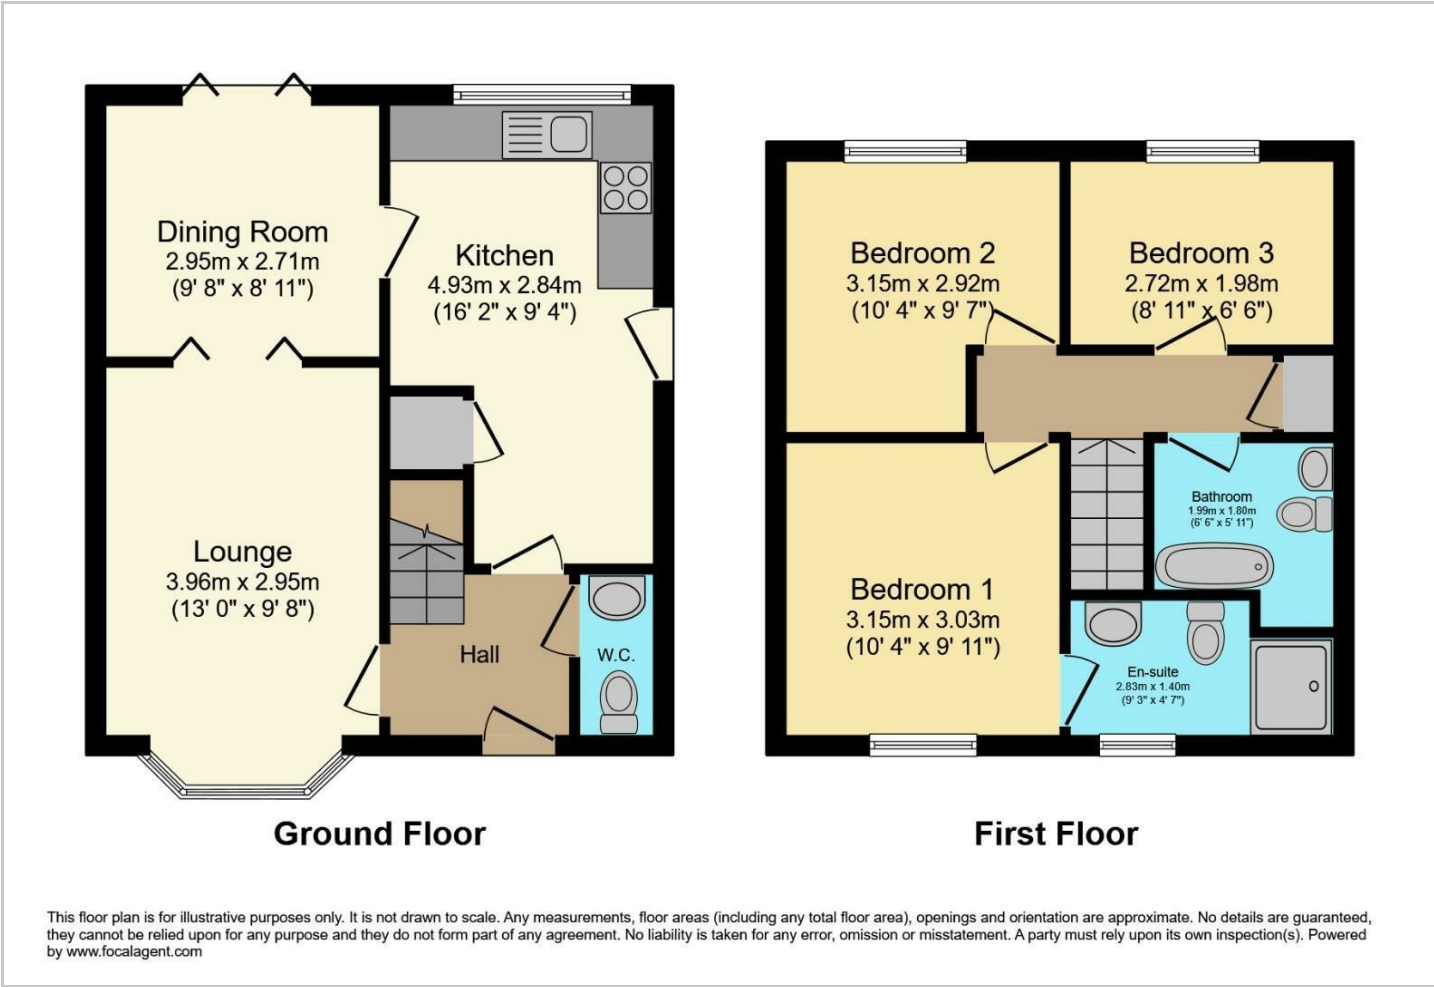 Dining Room
2.95m x 2.71m
(9' 8" x 8' 11")
Kitchen
4.93m x 2.84m
(16' 2" x 9' 4")
Lounge
3.96m x 2.95m
(13' 0" x 9' 8")
Hall
W.C.
Ground Floor
Bedroom 2
3.15m x 2.92m
(10' 4" x 9' 7")
Bedroom 3
2.72m x 1.98m
(8' 11" x 6' 6")
Bathroom
1.99m x 1.80m
(6' 6" x 5' 11")
Bedroom 1
3.15m x 3.03m
(10' 4" x 9' 11")
En-suite
2.83m x 1.40m
(9' 3" x 4' 7")
First Floor
This floor plan is for illustrative purposes only. It is not drawn to scale. Any measurements, floor areas (including any total floor area), openings and orientation are approximate. No details are guaranteed,
they cannot be relied upon for any purpose and they do not form part of any agreement. No liability is taken for any error, omission or misstatement. A party must rely upon its own inspection(s). Powered
by www.focalagent.com